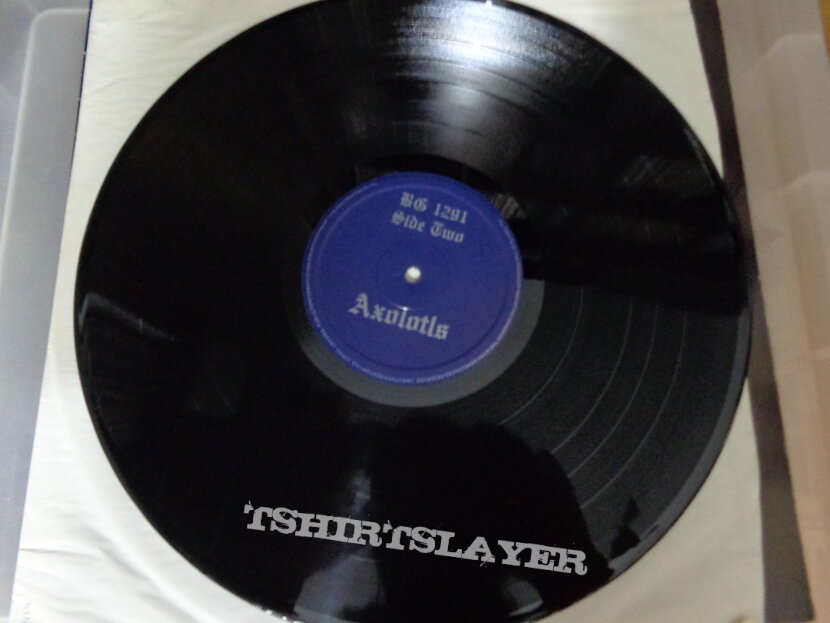 BG 1291
Side Two
Axolotls
TSHIRTSLAYER